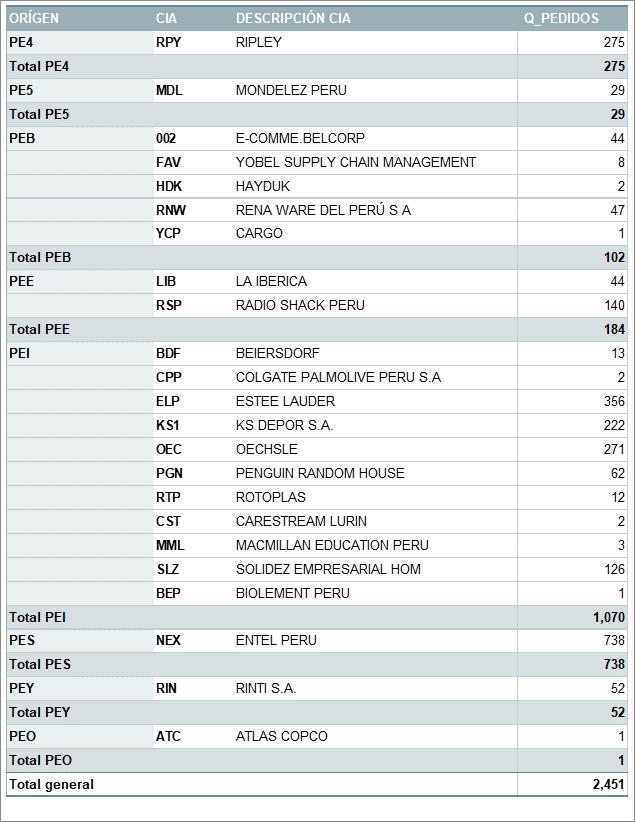 ORÍGEN CIA DESCRIPCIÓN CIA Q_PEDIDOS
PE4 RPY RIPLEY 275
Total PE4 275
PE5 MDL MONDELEZ PERU 29
Total PE5 29
PEB 002 E-COMME.BELCORP 44
FAV YOBEL SUPPLY CHAIN MANAGEMENT 8
HDK HAYDUK 2
RNW RENA WARE DEL PERÚ S A 47
YCP CARGO 1
Total PEB 102
PEE LIB LA IBERICA 44
RSP RADIO SHACK PERU 140
Total PEE 184
PEI BDF BEIERSDORF 13
CPP COLGATE PALMOLIVE PERU S.A 2
ELP ESTEE LAUDER 356
KS1 KS DEPOR S.A. 222
OEC OECHSLE 271
PGN PENGUIN RANDOM HOUSE 62
RTP ROTOPLAS 12
CST CARESTREAM LURIN 2
MML MACMILLAN EDUCATION PERU 3
SLZ SOLIDEZ EMPRESARIAL HOM 126
BEP BIOLEMENT PERU 1
Total PEI 1,070
PES NEX ENTEL PERU 738
Total PES 738
PEY RIN RINTI S.A. 52
Total PEY 52
PEO ATC ATLAS COPCO 1
Total PEO 1
Total general 2,451